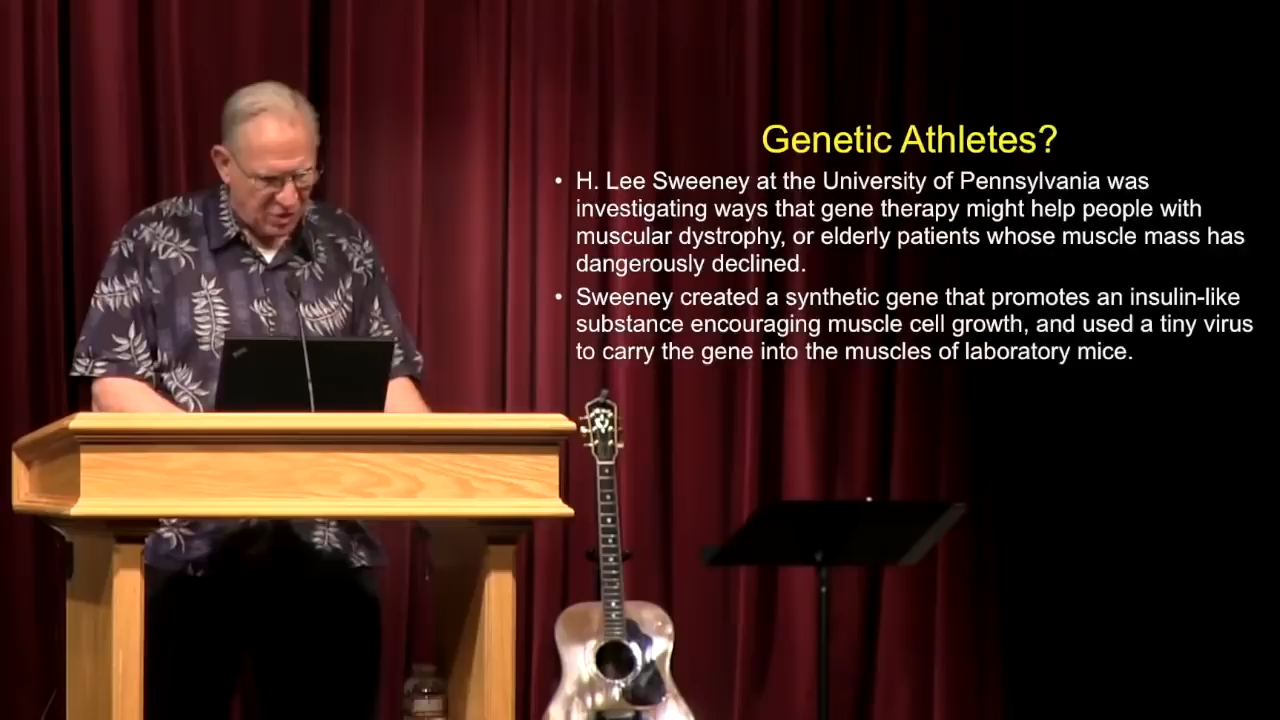 Genetic Athletes?
• H. Lee Sweeney at the University of Pennsylvania was
investigating ways that gene therapy might help people with
muscular dystrophy, or elderly patients whose muscle mass has
dangerously declined.
• Sweeney created a synthetic gene that promotes an insulin-like
substance encouraging muscle cell growth, and used a tiny virus
to carry the gene into the muscles of laboratory mice.